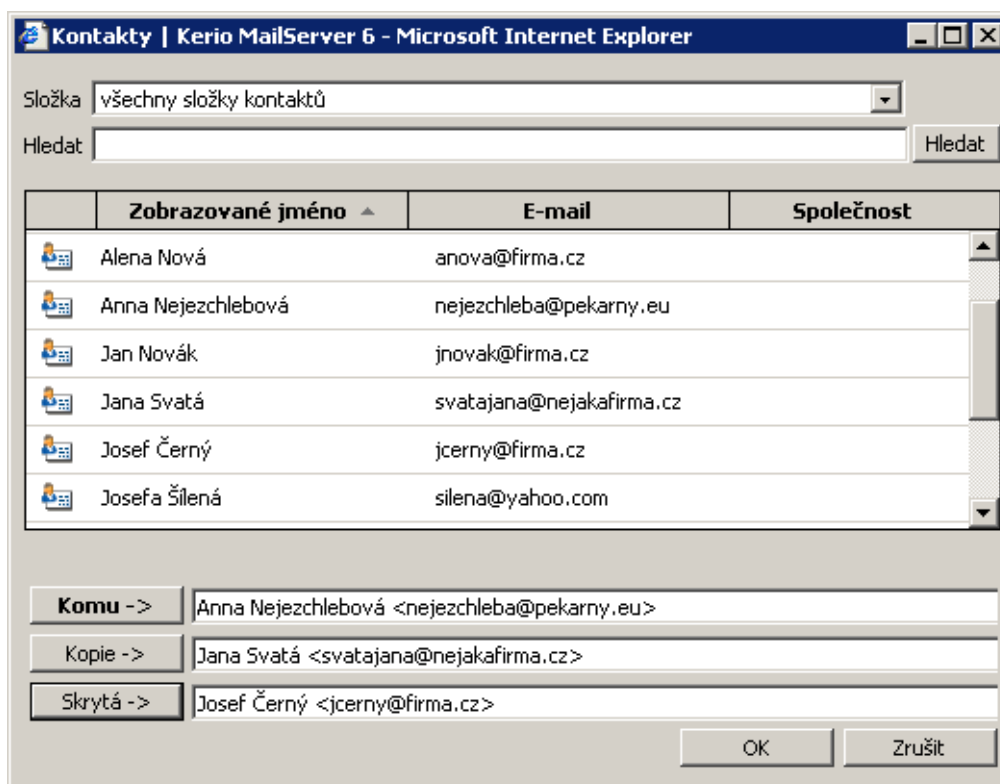 Kontakty | Kerio MailServer 6 - Microsoft Internet Explorer
Složka všechny složky kontaktů
Hledat Hledat
Zobrazované jméno E-mail Společnost
Alena Nová anova@firma.cz
Anna Nejezchlebová nejezchleba@pekarny.eu
Jan Novák jnovak@firma.cz
Jana Svatá svatajana@nejakafirma.cz
Josef Černý jcerny@firma.cz
Josefa Šílená silena@yahoo.com
Komu -> Anna Nejezchlebová <nejezchleba@pekarny.eu>
Kopie -> Jana Svatá <svatajana@nejakafirma.cz>
Skrytá -> Josef Černý <jcerny@firma.cz>
OK Zrušit